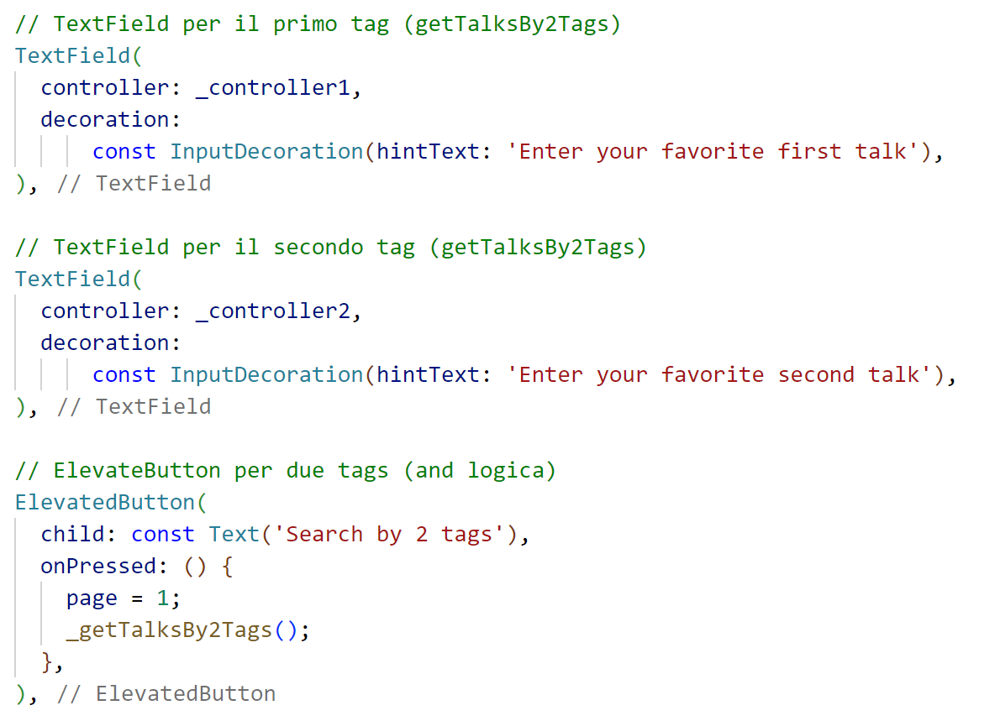 // TextField per il primo tag (getTalksBy2Tags)
TextField(
  controller: _controller1,
  decoration:
      const InputDecoration(hintText: 'Enter your favorite first talk'),
), // TextField

// TextField per il secondo tag (getTalksBy2Tags)
TextField(
  controller: _controller2,
  decoration:
      const InputDecoration(hintText: 'Enter your favorite second talk'),
), // TextField

// ElevateButton per due tags (and logica)
ElevatedButton(
  child: const Text('Search by 2 tags'),
  onPressed: () {
    page = 1;
    _getTalksBy2Tags();
  },
), // ElevatedButton